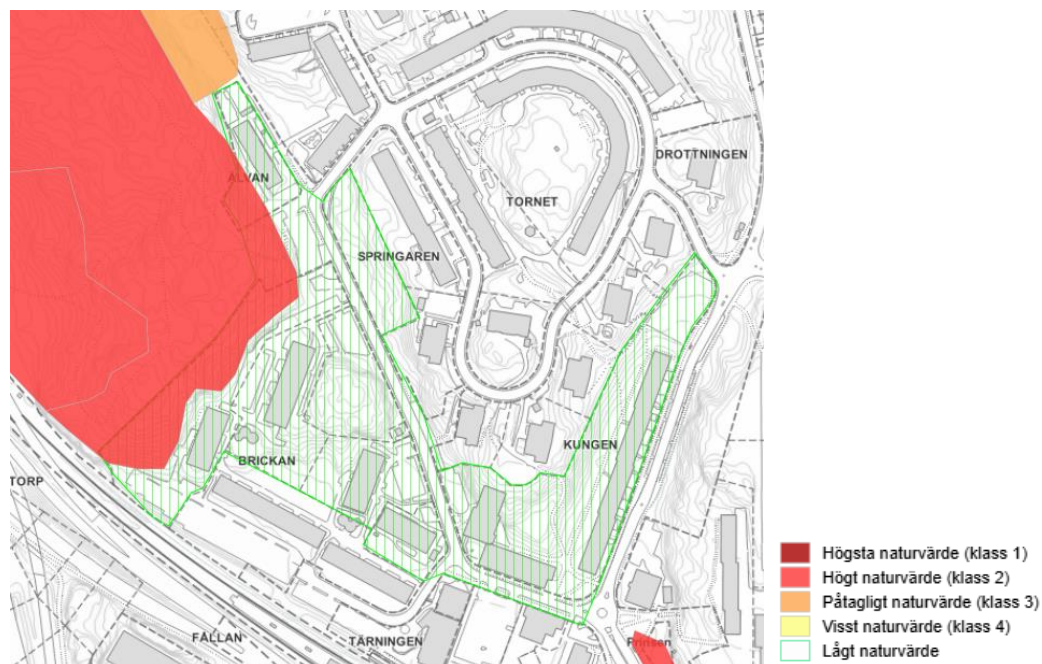 DROTTNINGEN
ÄLVAN
TORNET
SPRINGAREN
KUNGEN
BRICKAN
TORP
FÅLLAN
TÄRNINGEN
Prinsen
Högsta naturvärde (klass 1)
Högt naturvärde (klass 2)
Påtagligt naturvärde (klass 3)
Visst naturvärde (klass 4)
Lågt naturvärde